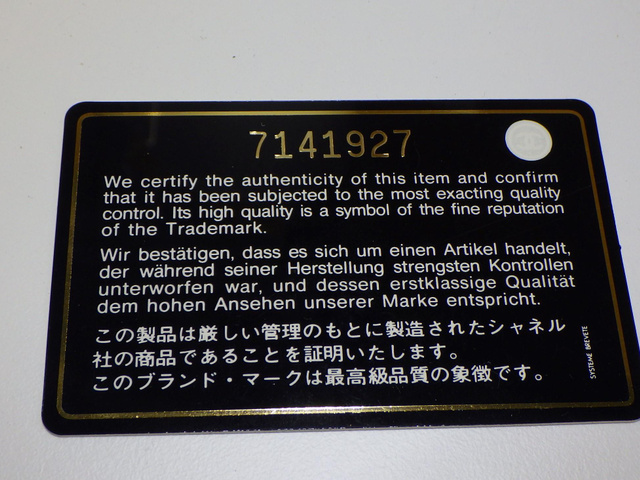 7141927
We certify the authenticity of this item and confirm
that it has been subjected to the most exacting quality
control. Its high quality is a symbol of the fine reputation
of the Trademark.
Wir bestätigen, dass es sich um einen Artikel handelt,
der während seiner Herstellung strengsten Kontrollen
unterworfen war, und dessen erstklassige Qualität
dem hohen Ansehen unserer Marke entspricht.
この製品は厳しい管理のもとに製造されたシャネル
社の商品であることを証明いたします。
このブランド・マークは最高級品質の象徴です。
SYSTEME BREVETE